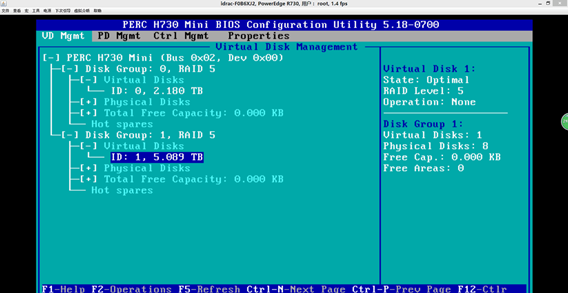 idrac-F0B6XJ2, PowerEdge R730, 用户: root, 1.4 fps
文件 查看 宏 工具 电源 下次引导 虚拟介质 帮助
PERC H730 Mini BIOS Configuration Utility 5.18-0700
VD Mgmt PD Mgmt Ctrl Mgmt Properties
Virtual Disk Management
[-] PERC H730 Mini (Bus 0x02, Dev 0x00)
[-] Disk Group: 0, RAID 5
[-] Virtual Disks
ID: 0, 2.180 TB
[+] Physical Disks
[+] Total Free Capacity: 0.000 KB
Hot spares
[-] Disk Group: 1, RAID 5
[-] Virtual Disks
ID: 1, 5.089 TB
[+] Physical Disks
[+] Total Free Capacity: 0.000 KB
Hot spares
Virtual Disk 1:
State: Optimal
RAID Level: 5
Operation: None
Disk Group 1:
Virtual Disks: 1
Physical Disks: 8
Free Cap.: 0.000 KB
Free Areas: 0
F1-Help F2-Operations F5-Refresh Ctrl-N-Next Page Ctrl-P-Prev Page F12-Ctlr